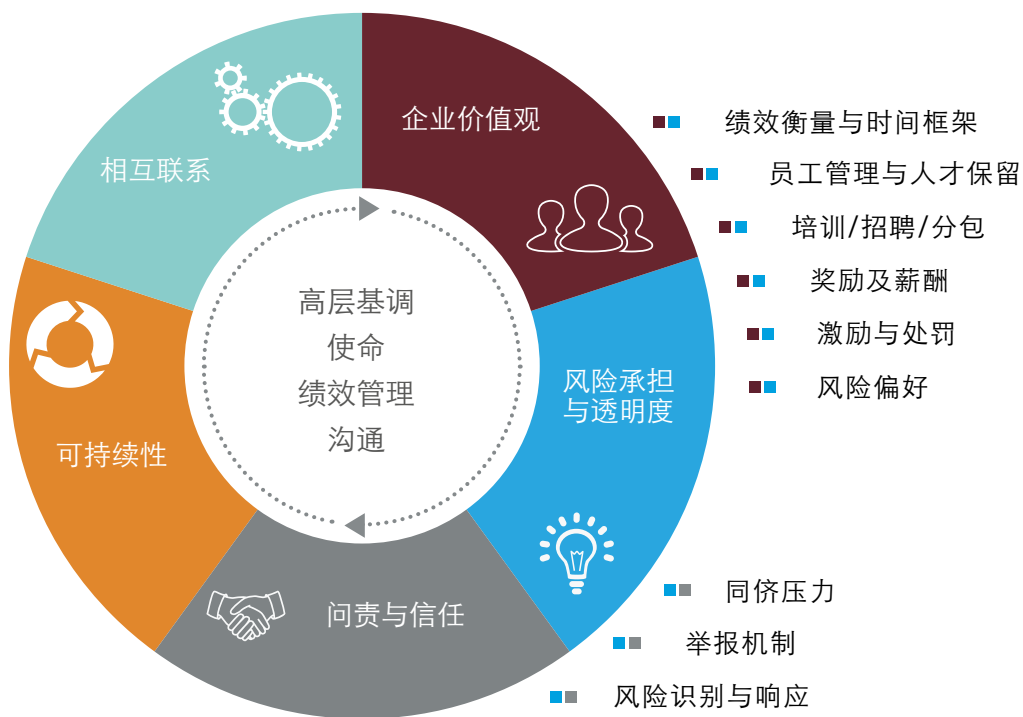 企业价值观
相互联系
绩效衡量与时间框架
员工管理与人才保留
培训/招聘/分包
奖励及薪酬
激励与处罚
风险偏好
高层基调
使命
绩效管理
沟通
风险承担
与透明度
可持续性
问责与信任
同侪压力
举报机制
风险识别与响应